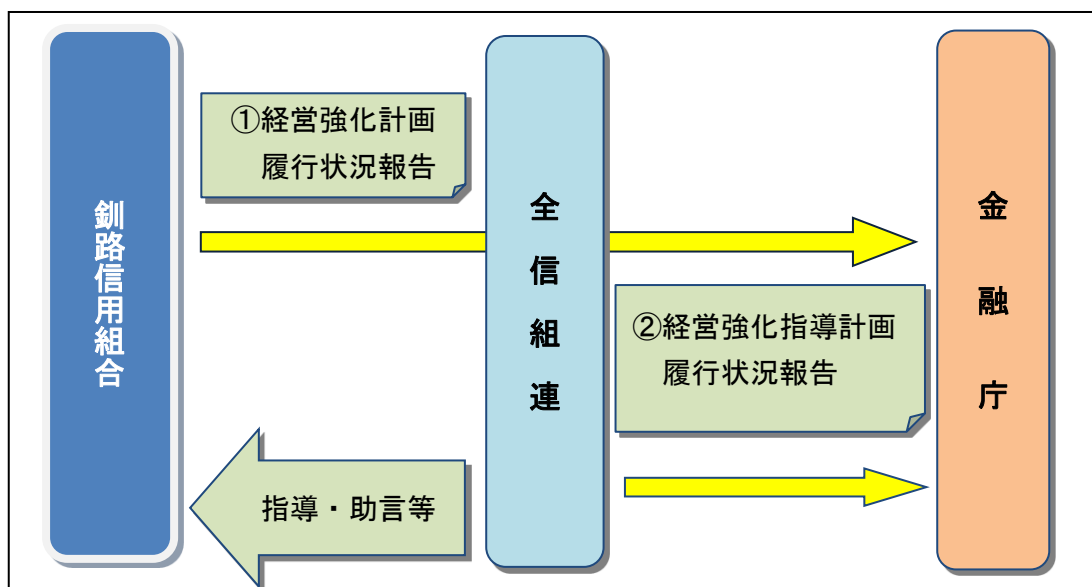 釧路信用組合
①経営強化計画
履行状況報告
全信組連
②経営強化指導計画
履行状況報告
金融庁
指導・助言等